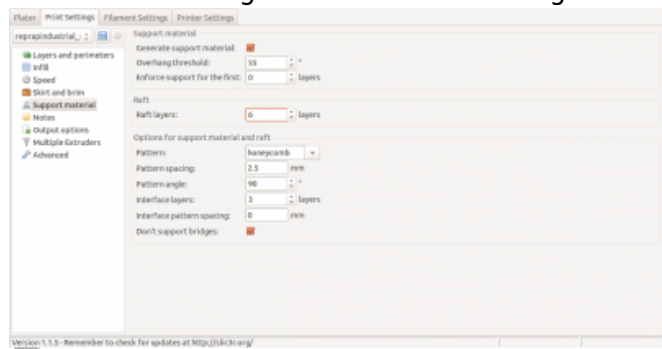 Plater Print Settings Filament Settings Printer Settings
reprapindustrial_
Layers and perimeters
Infill
Speed
Skirt and brim
Support material
Notes
Output options
Multiple Extruders
Advanced
Support material
Generate support material:
Overhang threshold: 55 °
Enforce support for the first: 0 layers
Raft
Raft layers: 6 layers
Options for support material and raft
Pattern: honeycomb
Pattern spacing: 2.5 mm
Pattern angle: 90 °
Interface layers: 3 layers
Interface pattern spacing: 0 mm
Don't support bridges:
Version 1.1.5 - Remember to check for updates at http://slic3r.org/